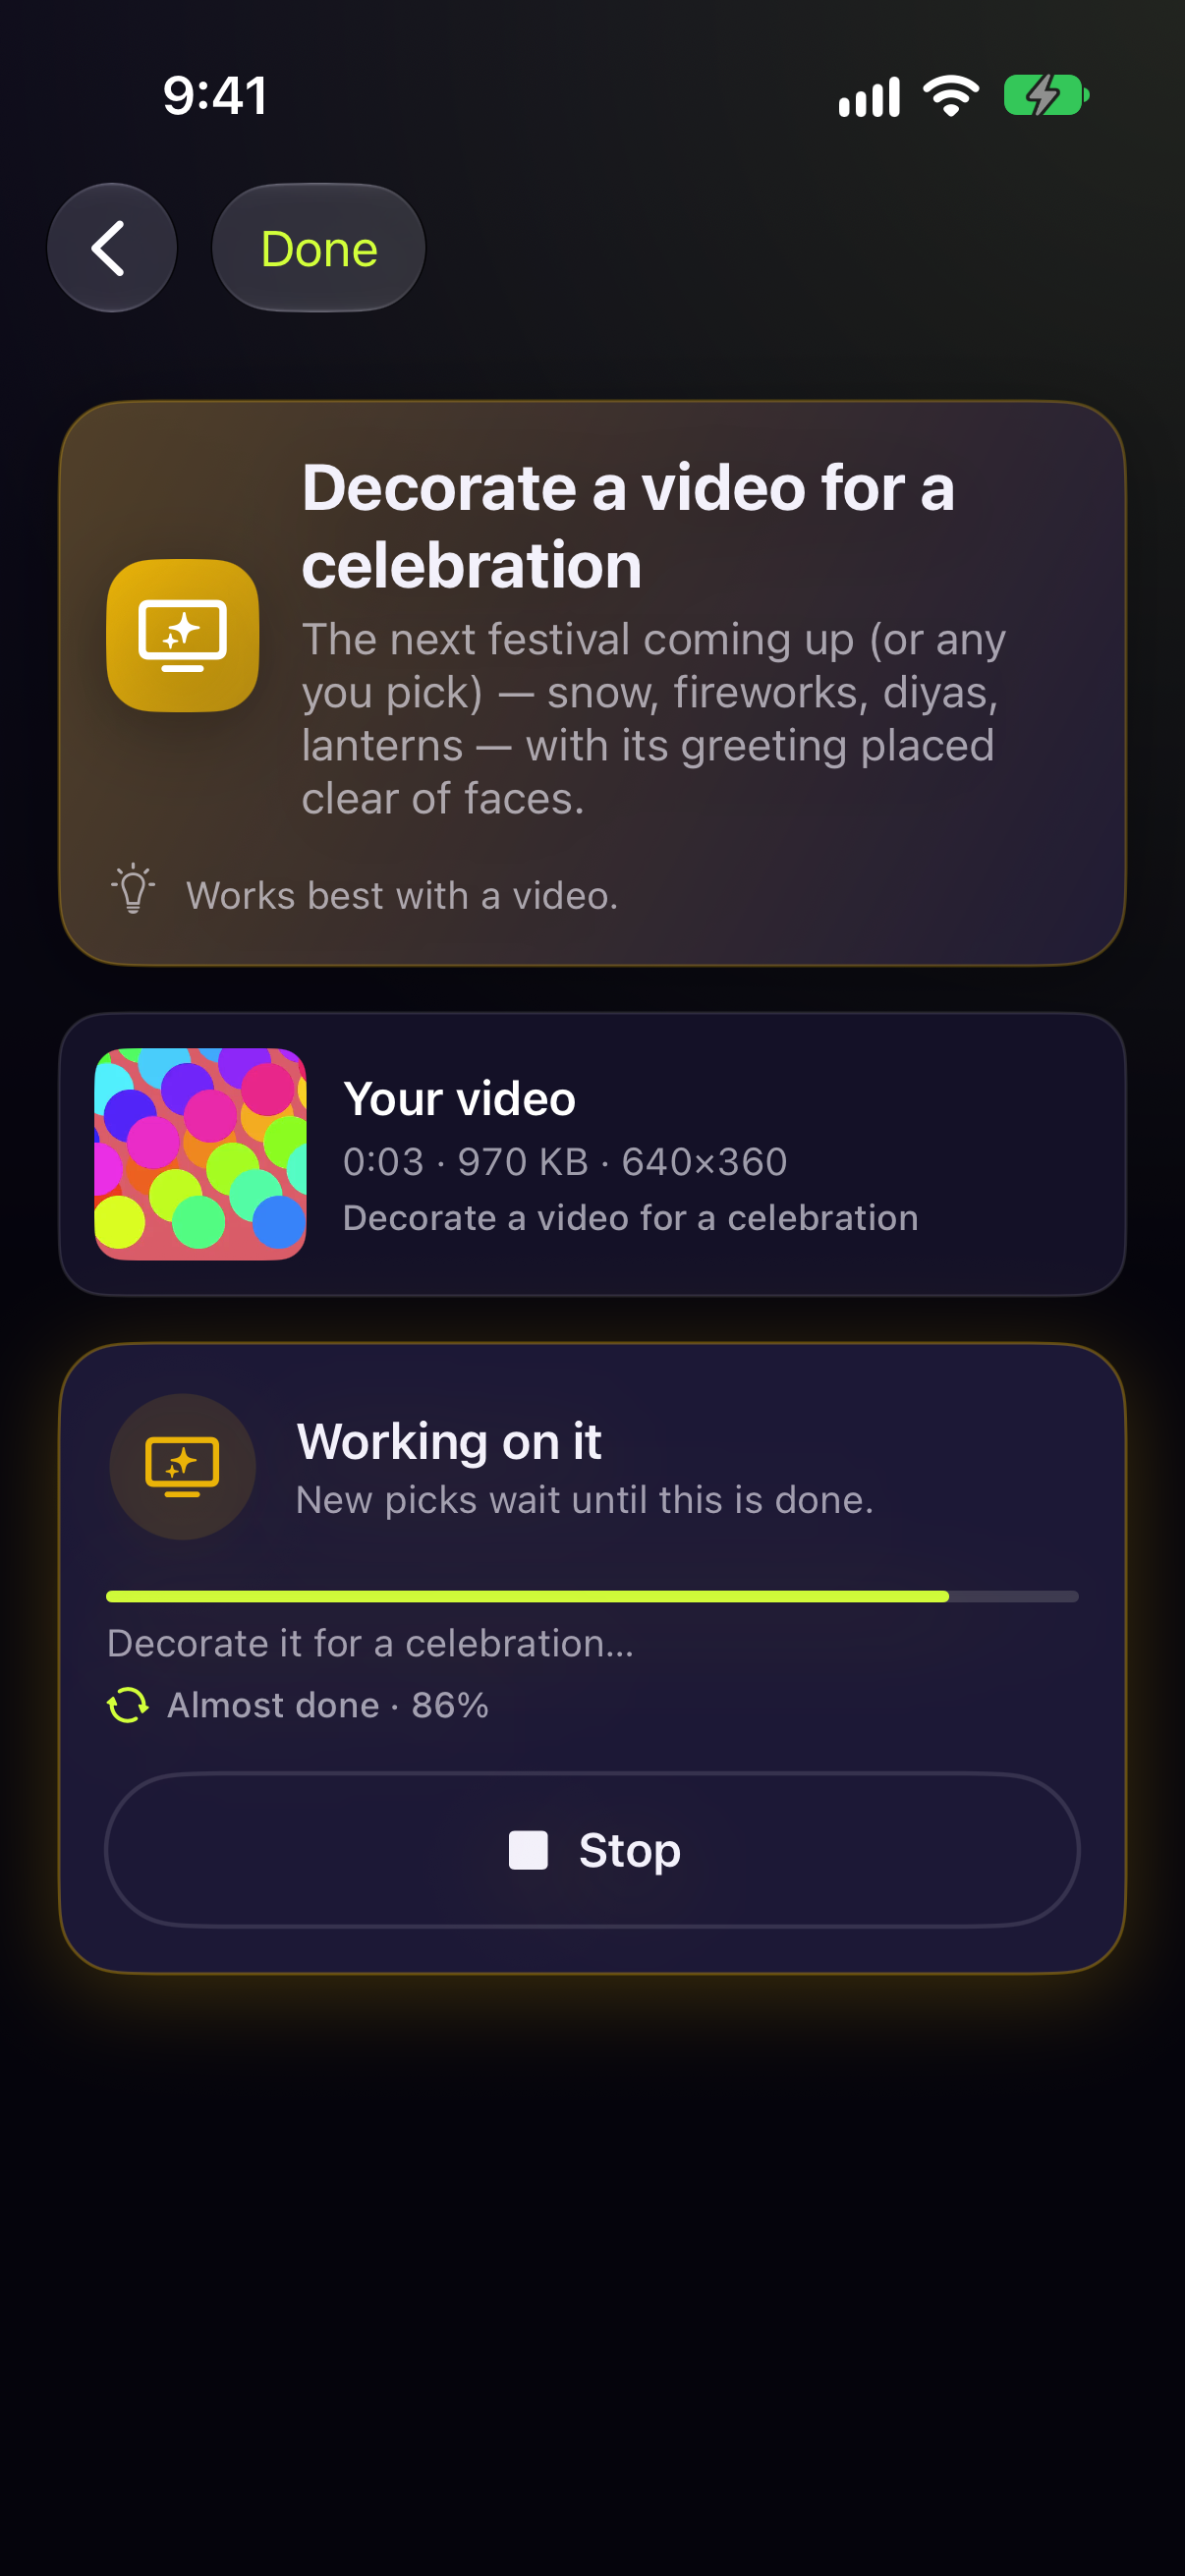 9:41
Done
Decorate a video for a
celebration
The next festival coming up (or any
you pick) — snow, fireworks, diyas,
lanterns — with its greeting placed
clear of faces.
Works best with a video.
Your video
0:03 · 970 KB · 640×360
Decorate a video for a celebration
Working on it
New picks wait until this is done.
Decorate it for a celebration...
Almost done · 86%
Stop